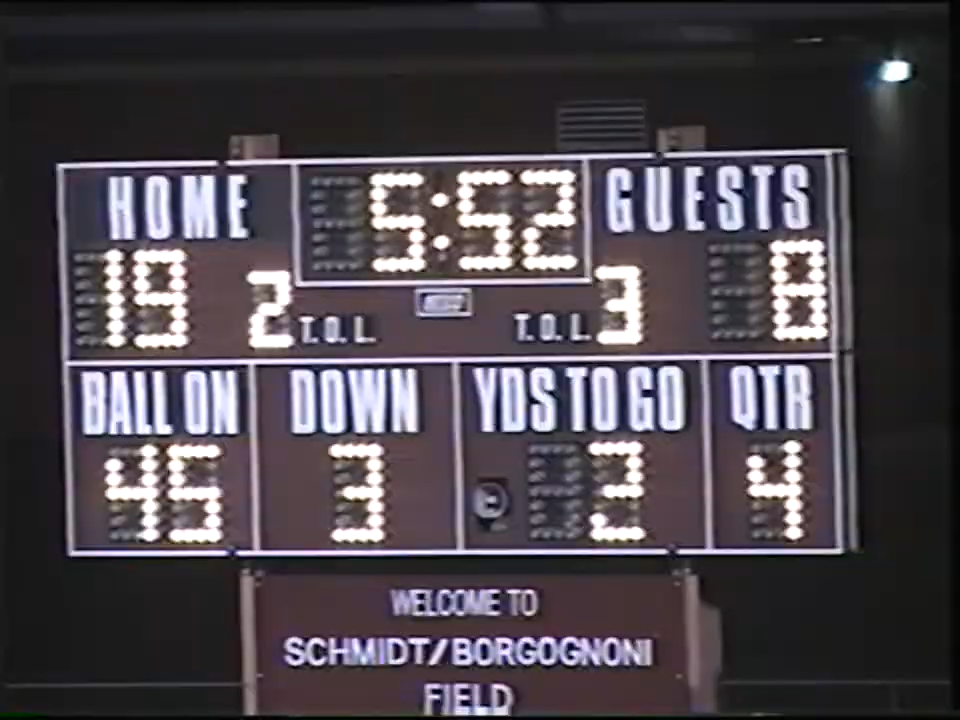 HOME 5:52 GUESTS
19 2 T.O.L. T.O.L. 3 8
BALL ON DOWN YDS TO GO QTR
45 3 2 4
WELCOME TO
SCHMIDT/BORGOGNONI
FIELD